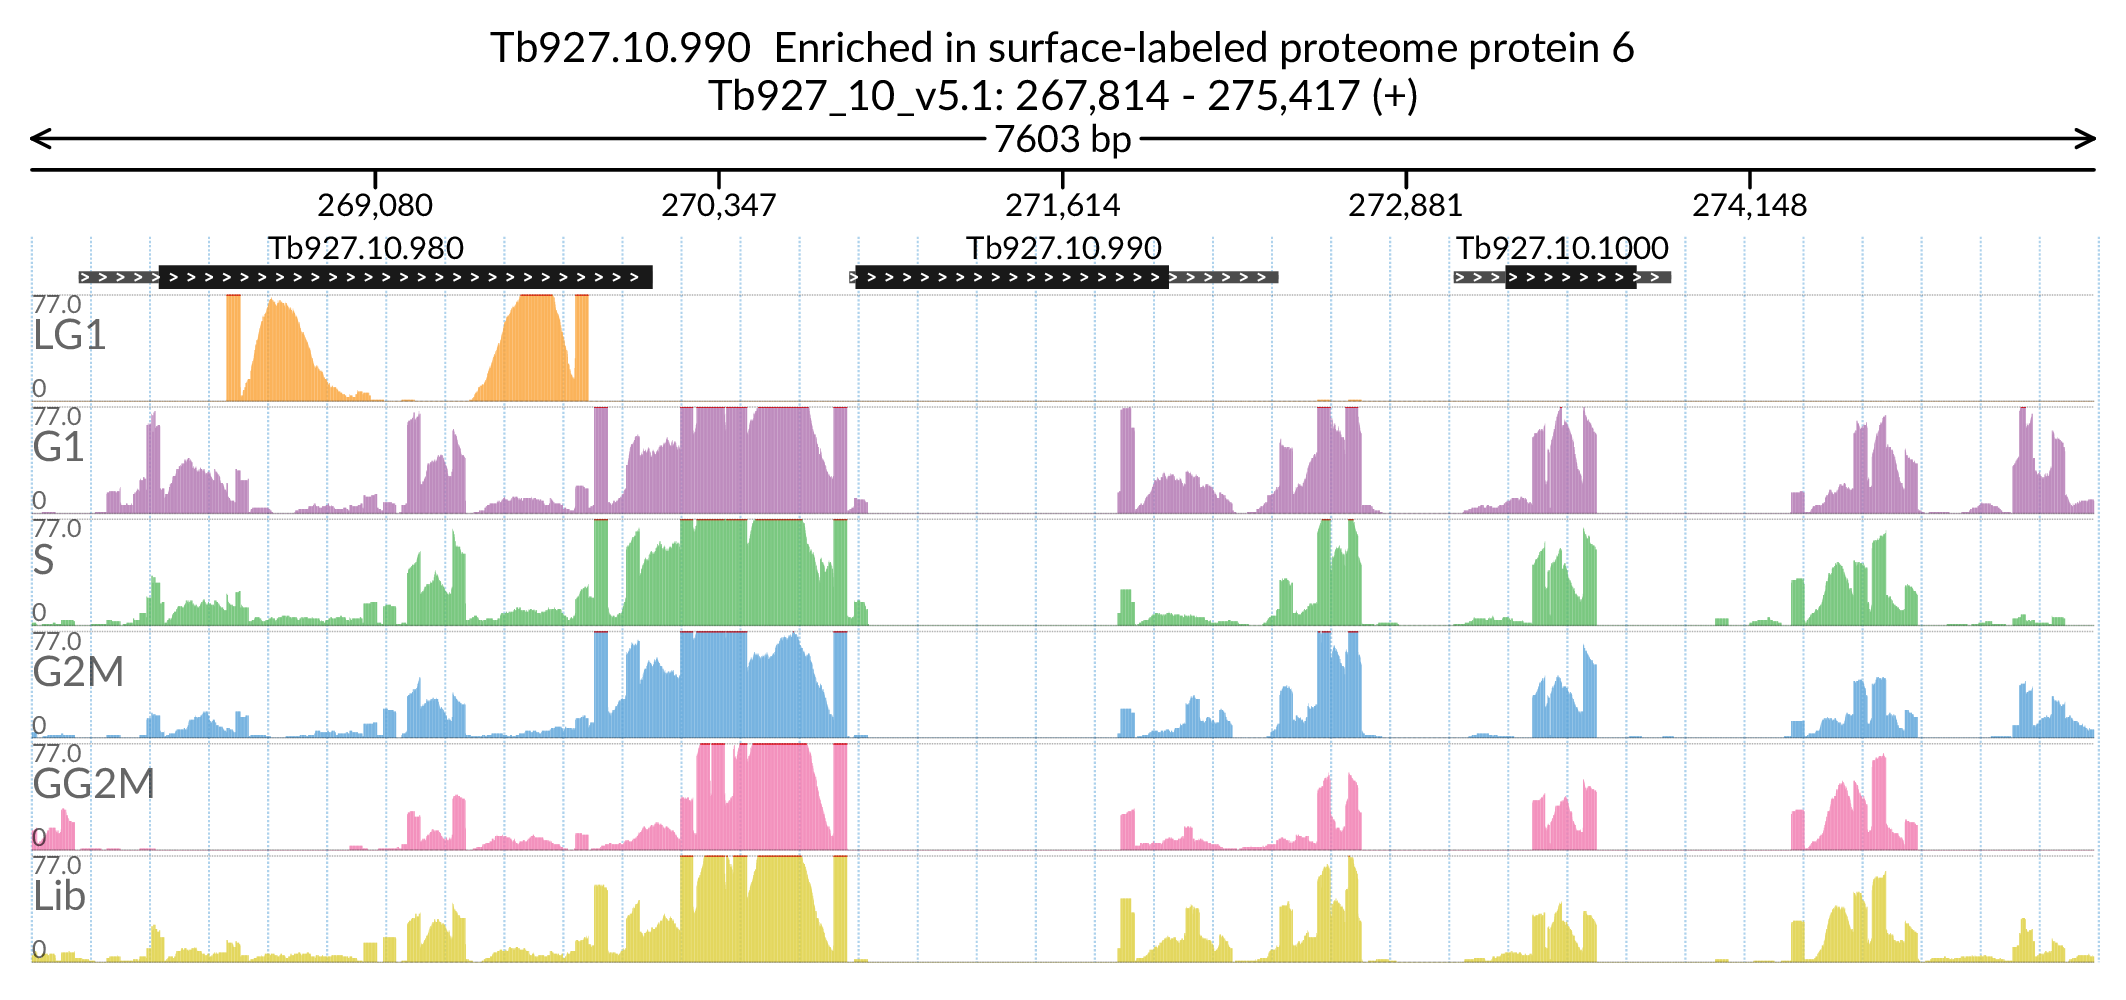 Tb927.10.990  Enriched in surface-labeled proteome protein 6
Tb927_10_v5.1: 267,814 - 275,417 (+)
7603 bp
269,080 270,347 271,614 272,881 274,148
Tb927.10.980 Tb927.10.990 Tb927.10.1000
77.0
LG1
0
77.0
G1
0
77.0
S
0
77.0
G2M
0
77.0
GG2M
0
77.0
Lib
0